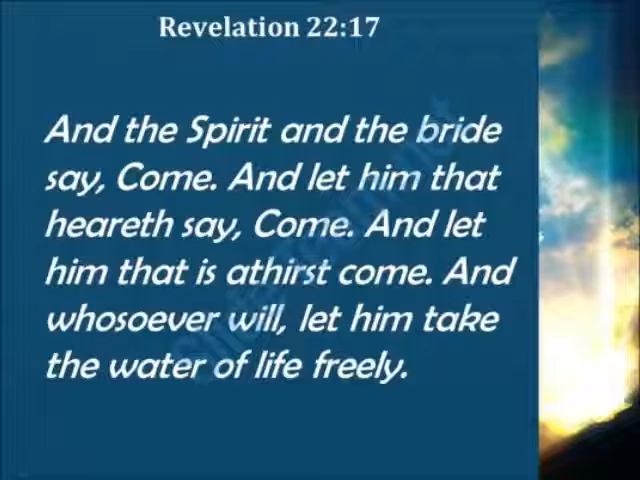 Revelation 22:17
And the Spirit and the bride
say, Come. And let him that
heareth say, Come. And let
him that is athirst come. And
whosoever will, let him take
the water of life freely.